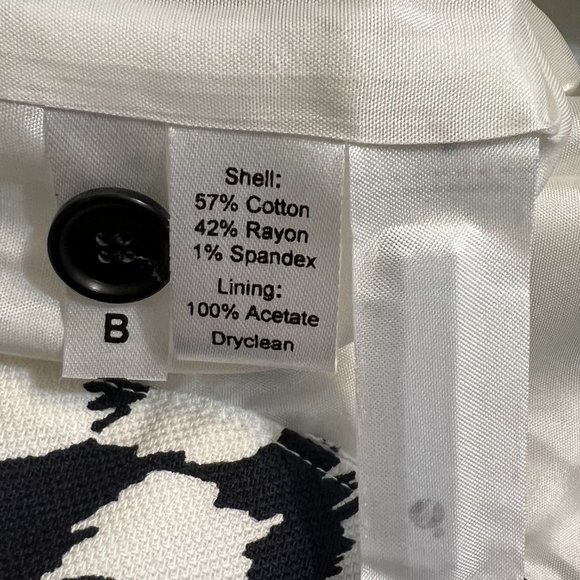 Shell:
57% Cotton
42% Rayon
1% Spandex
Lining:
100% Acetate
Dryclean
B